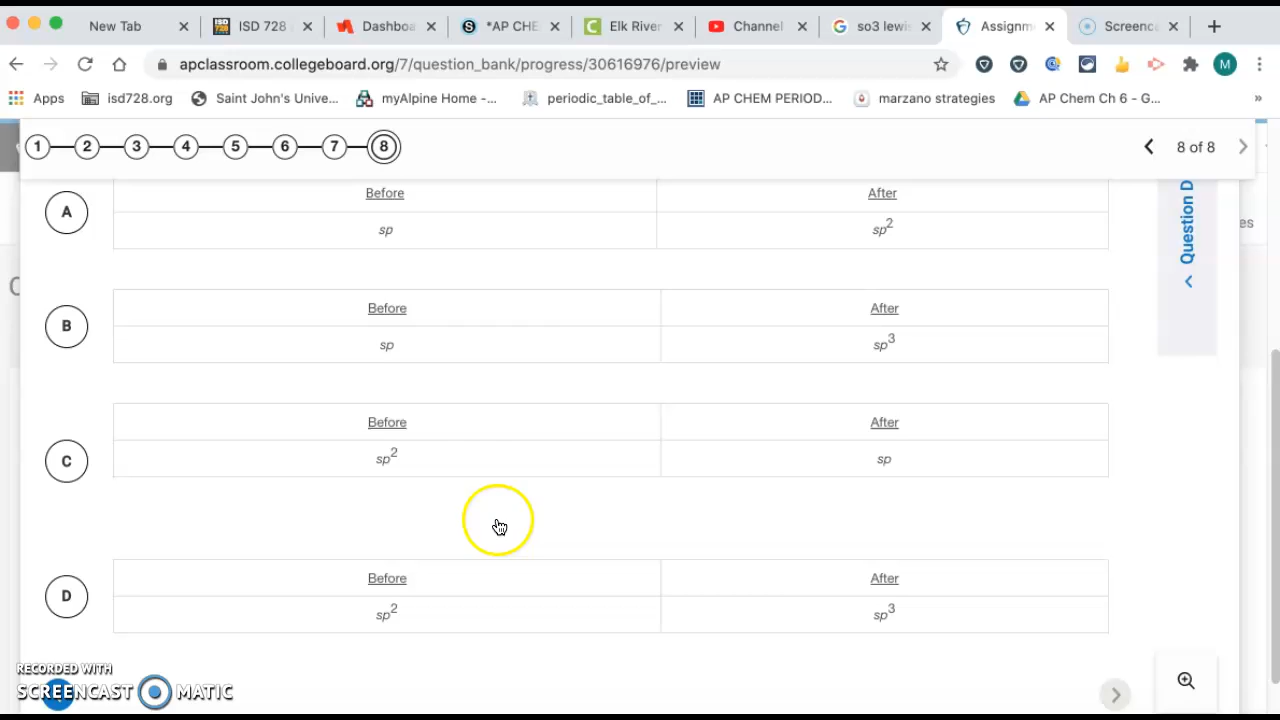 New Tab
ISD 728
Dashboa
*AP CHE
Elk River
Channel
so3 lewi
Assignm
Screenc
apclassroom.collegeboard.org/7/question_bank/progress/30616976/preview
M
Apps
isd728.org
Saint John's Unive...
myAlpine Home -...
periodic_table_of_...
AP CHEM PERIOD...
marzano strategies
AP Chem Ch 6 - G...
»
1 2 3 4 5 6 7 8
8 of 8
Question D
es
A
Before After
sp sp²
B
Before After
sp sp³
C
Before After
sp² sp
D
Before After
sp² sp³
RECORDED WITH
SCREENCAST MATIC